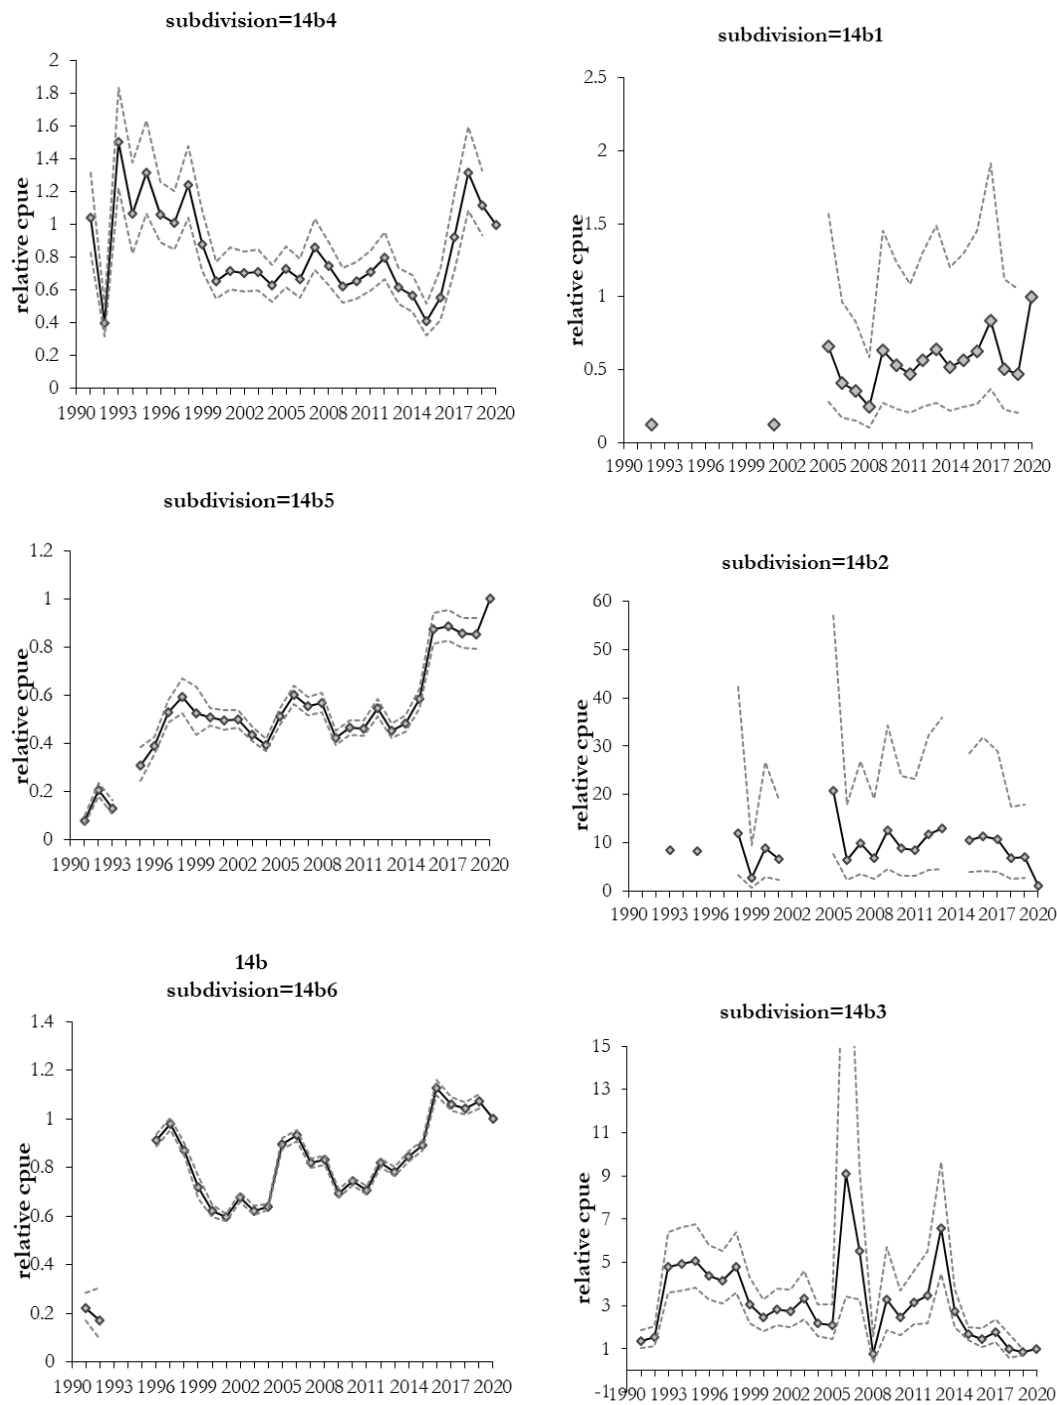 subdivision=14b4
2
1.8
1.6
1.4
1.2
1
0.8
0.6
0.4
0.2
0
relative cpue
1990 1993 1996 1999 2002 2005 2008 2011 2014 2017 2020
subdivision=14b1
2.5
2
1.5
1
0.5
0
relative cpue
1990 1993 1996 1999 2002 2005 2008 2011 2014 2017 2020
subdivision=14b5
1.2
1
0.8
0.6
0.4
0.2
0
relative cpue
1990 1993 1996 1999 2002 2005 2008 2011 2014 2017 2020
subdivision=14b2
60
50
40
30
20
10
0
relative cpue
1990 1993 1996 1999 2002 2005 2008 2011 2014 2017 2020
14b
subdivision=14b6
1.4
1.2
1
0.8
0.6
0.4
0.2
0
relative cpue
1990 1993 1996 1999 2002 2005 2008 2011 2014 2017 2020
subdivision=14b3
15
13
11
9
7
5
3
1
-1
relative cpue
1990 1993 1996 1999 2002 2005 2008 2011 2014 2017 2020